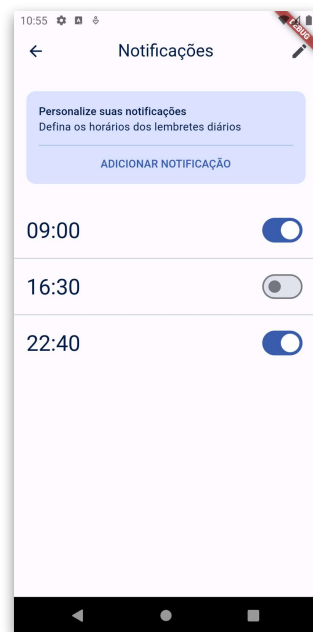 10:55
DEBUG
Notificações
Personalize suas notificações
Defina os horários dos lembretes diários
ADICIONAR NOTIFICAÇÃO
09:00
16:30
22:40